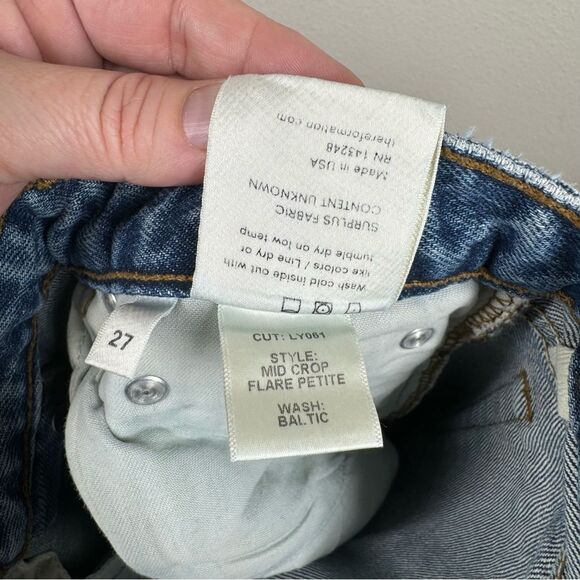 thereformation.com
RN 143248
Made in USA
CONTENT UNKNOWN
SURPLUS FABRIC
Wash cold inside out with
like colors / Line dry or
tumble dry on low temp
27
CUT: LY061
STYLE:
MID CROP
FLARE PETITE
WASH:
BALTIC